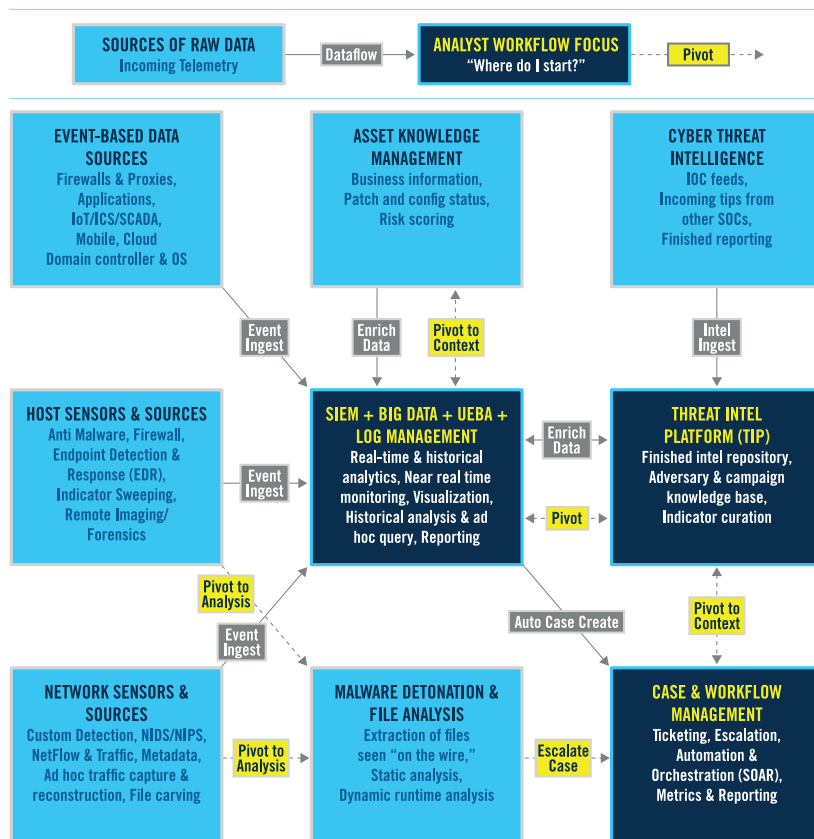 SOURCES OF RAW DATA
Incoming Telemetry
Dataflow
ANALYST WORKFLOW FOCUS
“Where do I start?”
Pivot
EVENT-BASED DATA
SOURCES
Firewalls & Proxies,
Applications,
IoT/ICS/SCADA,
Mobile, Cloud
Domain controller & OS
ASSET KNOWLEDGE
MANAGEMENT
Business information,
Patch and config status,
Risk scoring
CYBER THREAT
INTELLIGENCE
IOC feeds,
Incoming tips from
other SOCs,
Finished reporting
Event
Ingest
Enrich
Data
Pivot to
Context
Intel
Ingest
HOST SENSORS & SOURCES
Anti Malware, Firewall,
Endpoint Detection &
Response (EDR),
Indicator Sweeping,
Remote Imaging/
Forensics
Event
Ingest
SIEM + BIG DATA + UEBA +
LOG MANAGEMENT
Real-time & historical
analytics, Near real time
monitoring, Visualization,
Historical analysis & ad
hoc query, Reporting
Enrich
Data
Pivot
THREAT INTEL
PLATFORM (TIP)
Finished intel repository,
Adversary & campaign
knowledge base,
Indicator curation
Pivot to
Analysis
Event
Ingest
Auto Case Create
Pivot to
Context
NETWORK SENSORS &
SOURCES
Custom Detection, NIDS/NIPS,
NetFlow & Traffic, Metadata,
Ad hoc traffic capture &
reconstruction, File carving
Pivot to
Analysis
MALWARE DETONATION &
FILE ANALYSIS
Extraction of files
seen “on the wire,”
Static analysis,
Dynamic runtime analysis
Escalate
Case
CASE & WORKFLOW
MANAGEMENT
Ticketing, Escalation,
Automation &
Orchestration (SOAR),
Metrics & Reporting